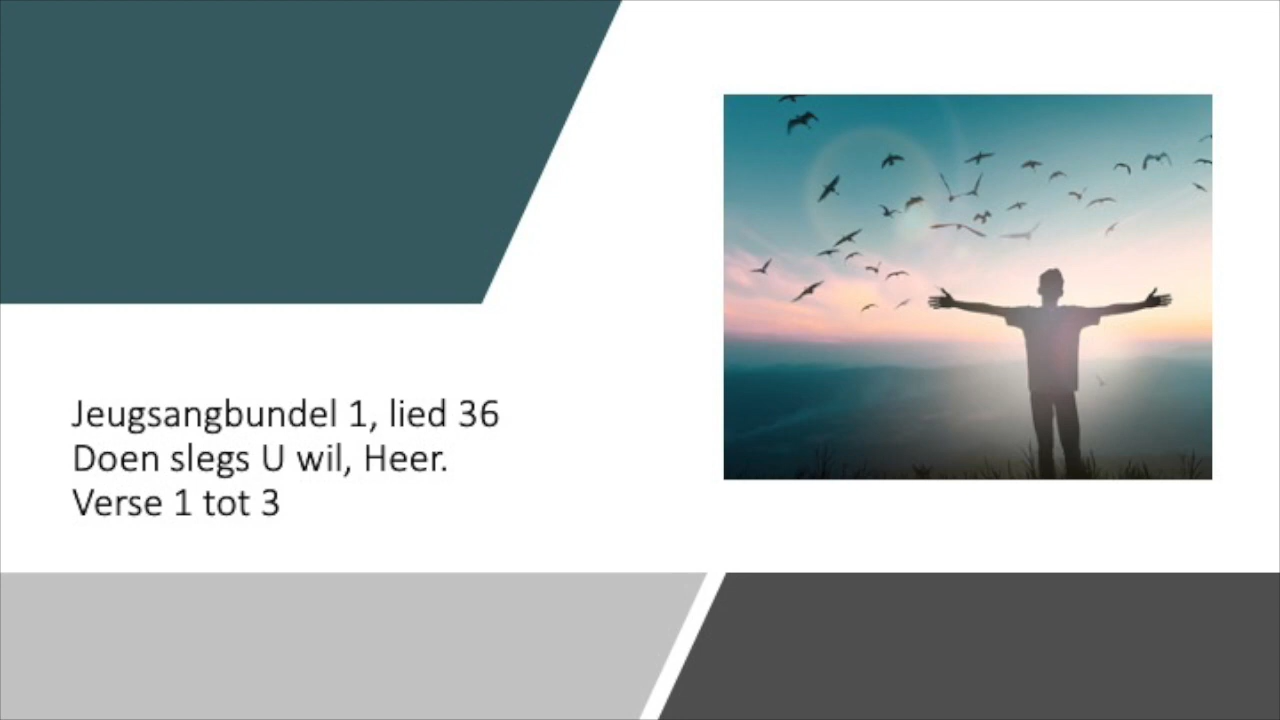 Jeugsangbundel 1, lied 36
Doen slegs U wil, Heer.
Verse 1 tot 3